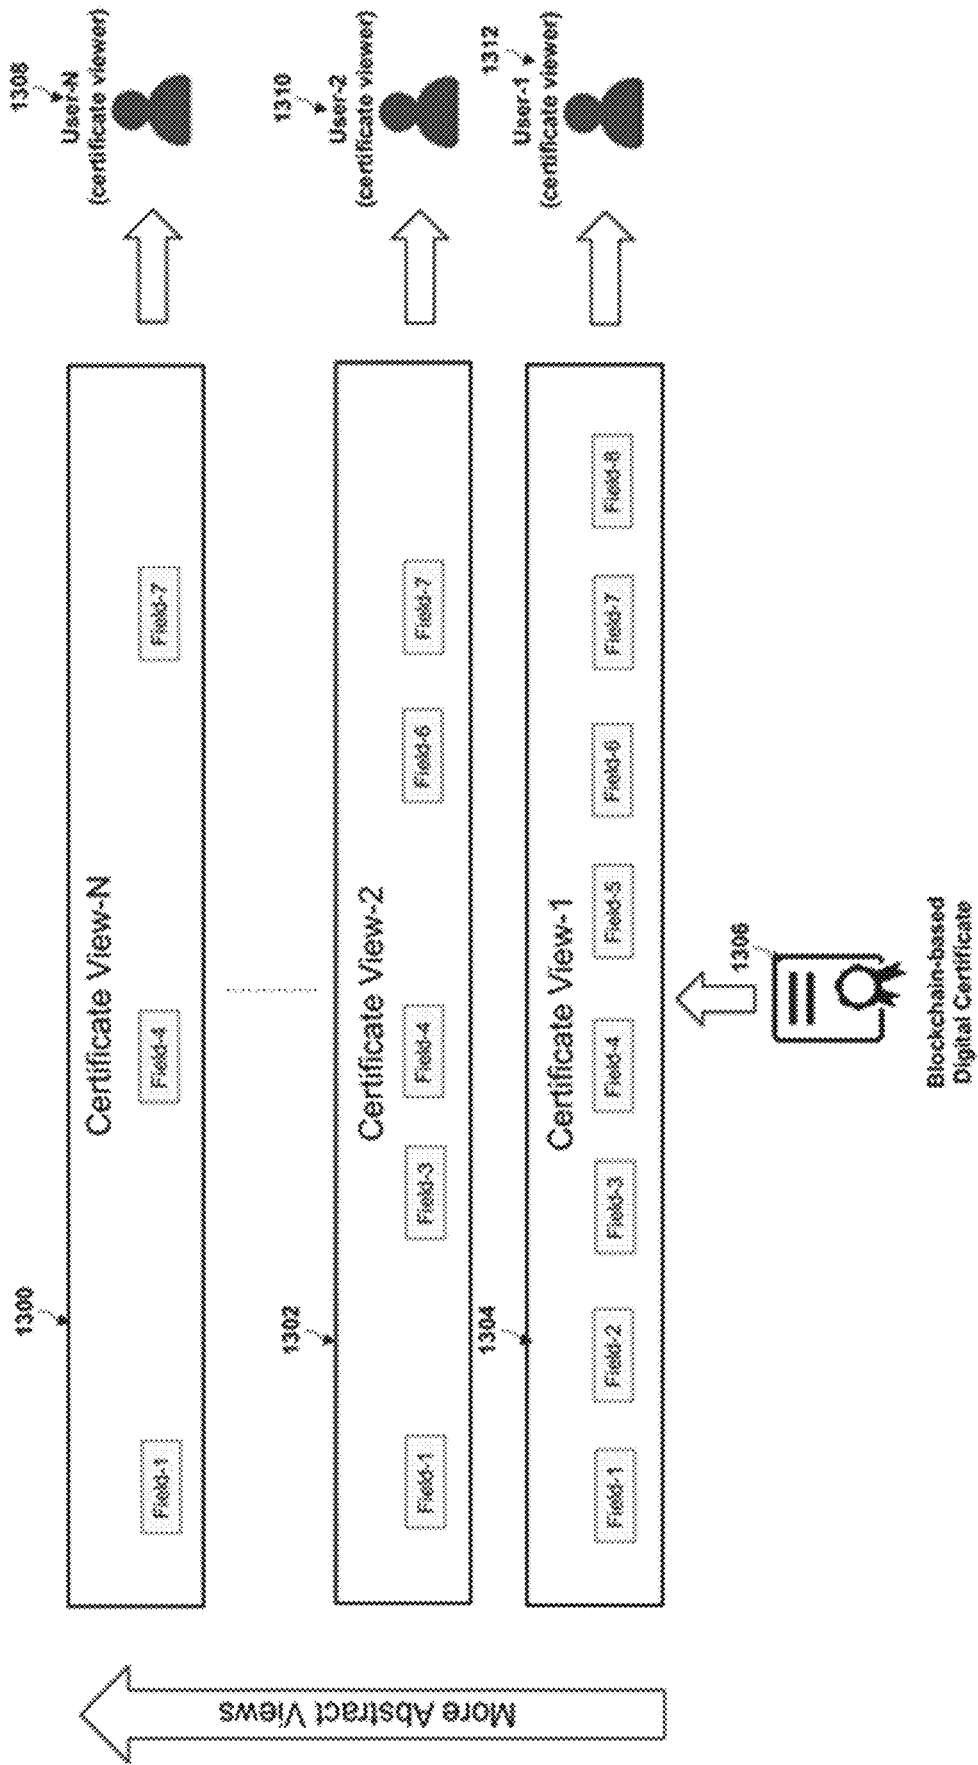 1300
Certificate View-N
Field-1
Field-4
Field-7
1308
User-N
(certificate viewer)
1302
Certificate View-2
Field-1
Field-3
Field-4
Field-6
Field-7
1310
User-2
(certificate viewer)
1304
Certificate View-1
Field-1
Field-2
Field-3
Field-4
Field-5
Field-6
Field-7
Field-8
1312
User-1
(certificate viewer)
More Abstract Views
1306
Blockchain-based
Digital Certificate